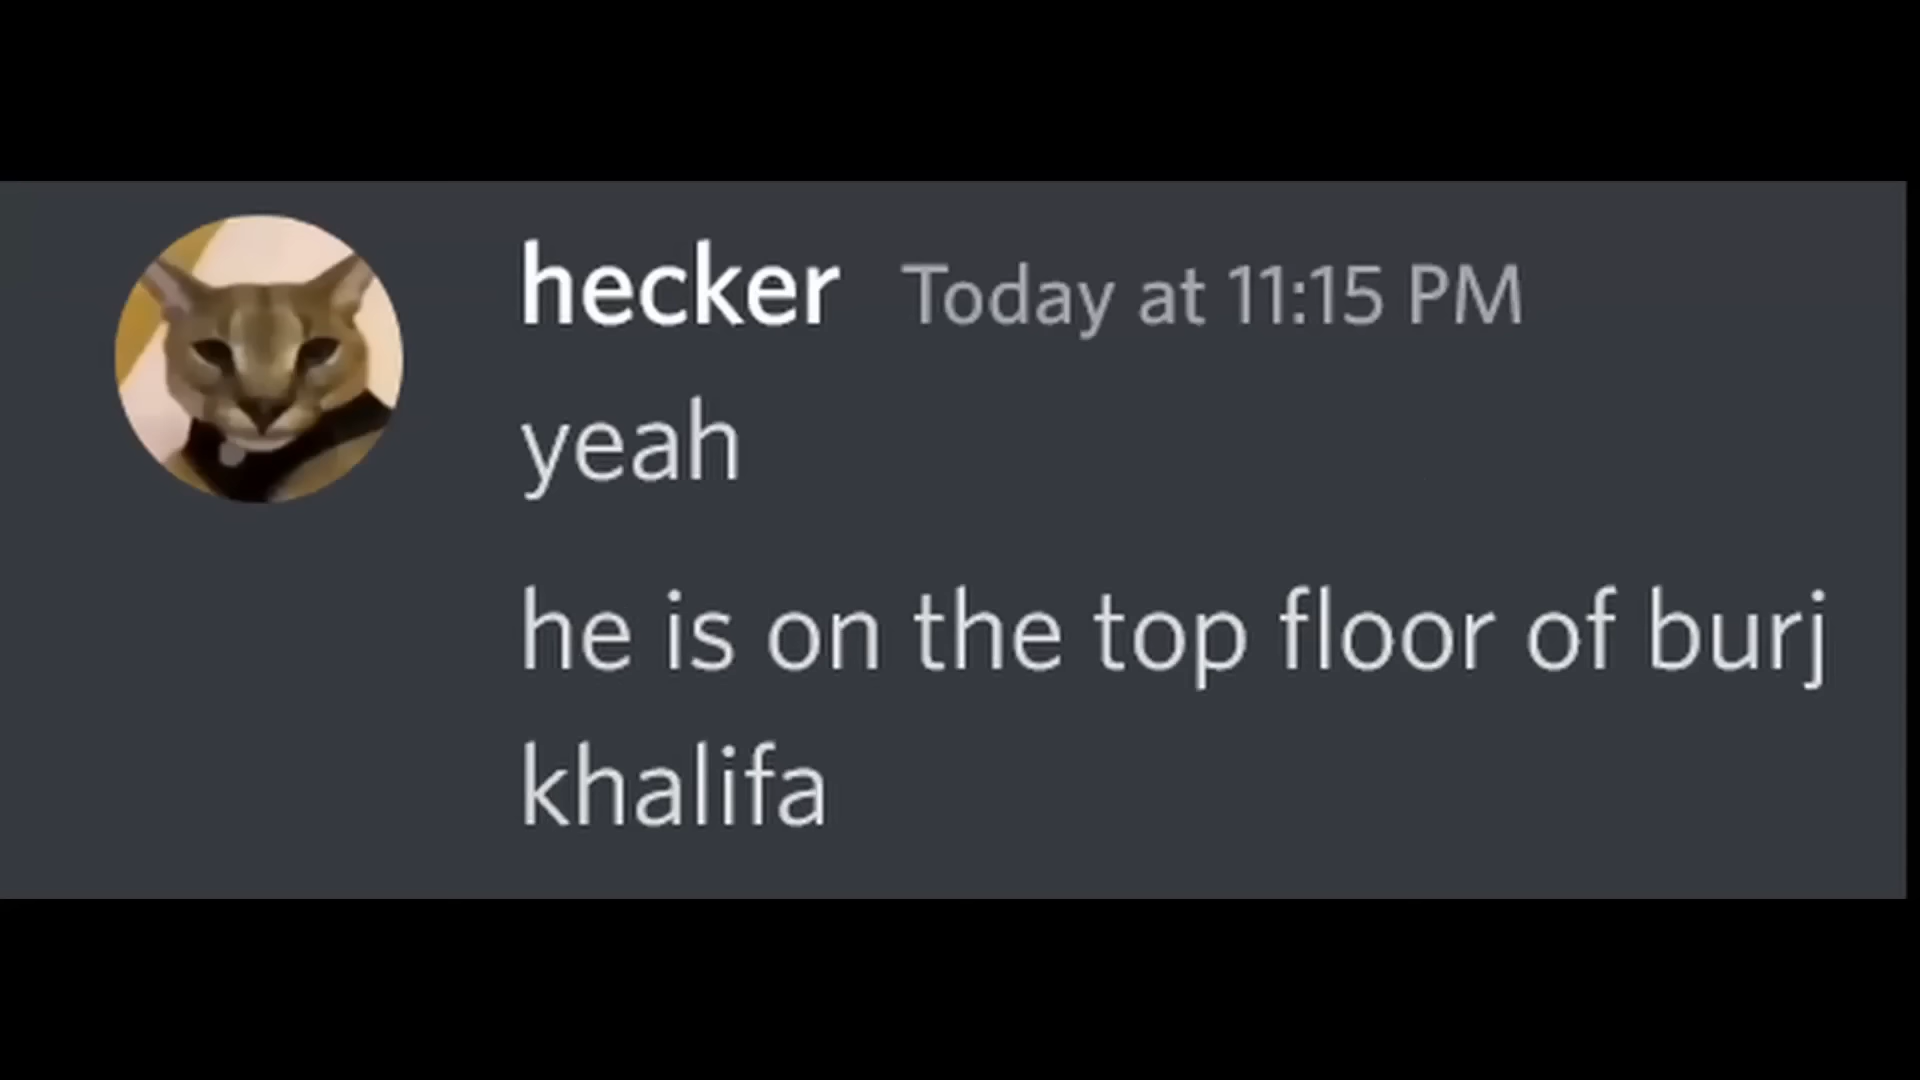 hecker Today at 11:15 PM
yeah
he is on the top floor of burj
khalifa